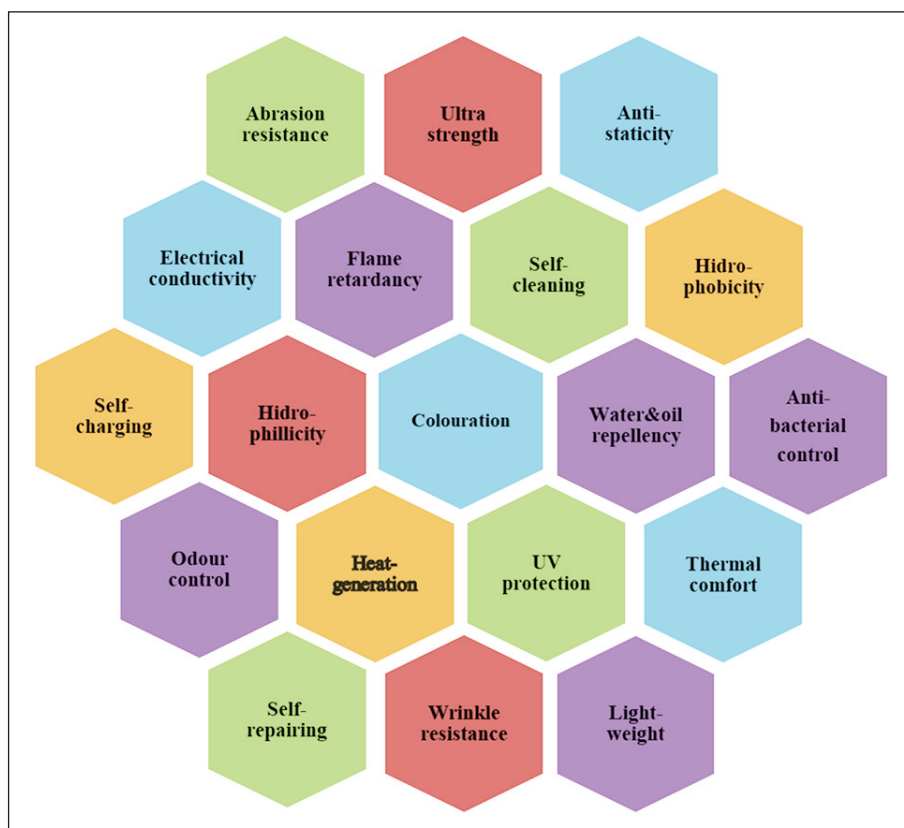 Abrasion
resistance
Ultra
strength
Anti-
staticity
Electrical
conductivity
Flame
retardancy
Self-
cleaning
Hidro-
phobicity
Self-
charging
Hidro-
phillicity
Colouration
Water&oil
repellency
Anti-
bacterial
control
Odour
control
Heat-
generation
UV
protection
Thermal
comfort
Self-
repairing
Wrinkle
resistance
Light-
weight